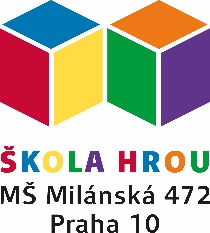 ŠKOLA HROU
MŠ Milánská 472
Praha 10